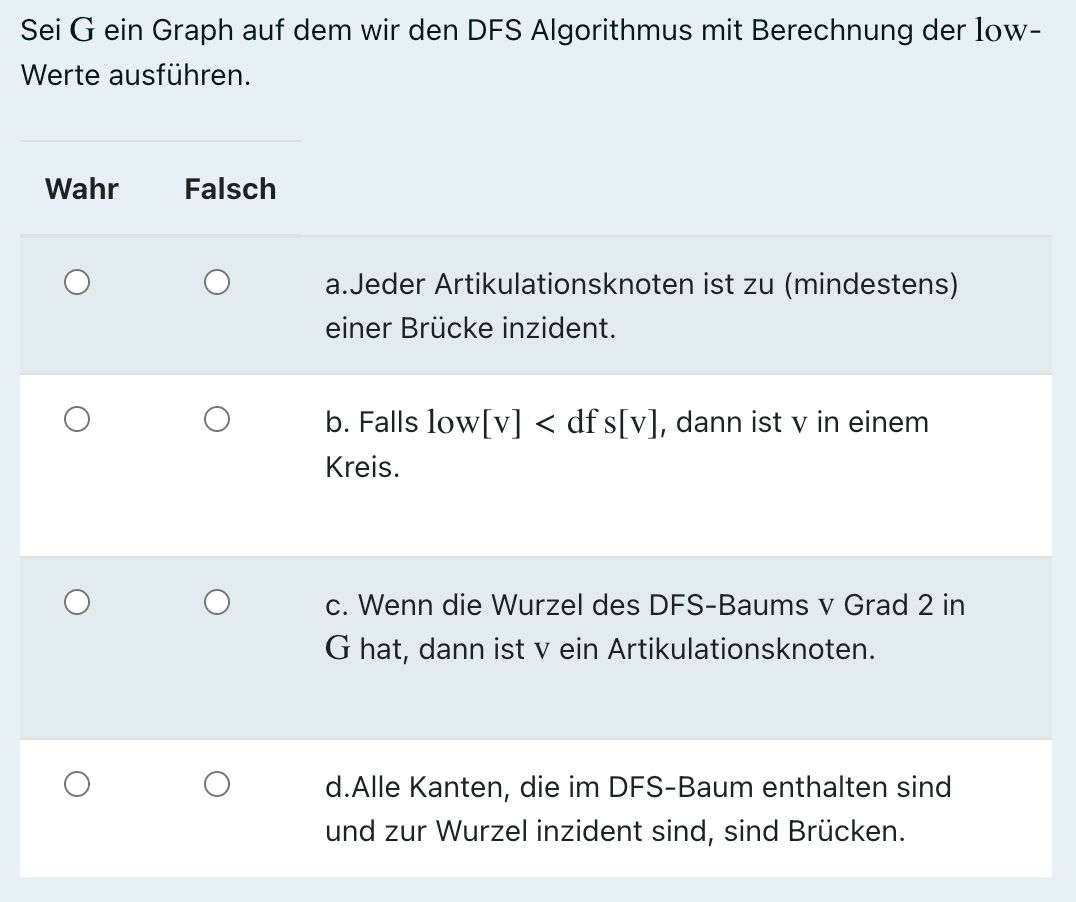 Sei G ein Graph auf dem wir den DFS Algorithmus mit Berechnung der low-
Werte ausführen.
Wahr Falsch
a.Jeder Artikulationsknoten ist zu (mindestens)
einer Brücke inzident.
b. Falls low[v] < df s[v], dann ist v in einem
Kreis.
c. Wenn die Wurzel des DFS-Baums v Grad 2 in
G hat, dann ist v ein Artikulationsknoten.
d.Alle Kanten, die im DFS-Baum enthalten sind
und zur Wurzel inzident sind, sind Brücken.